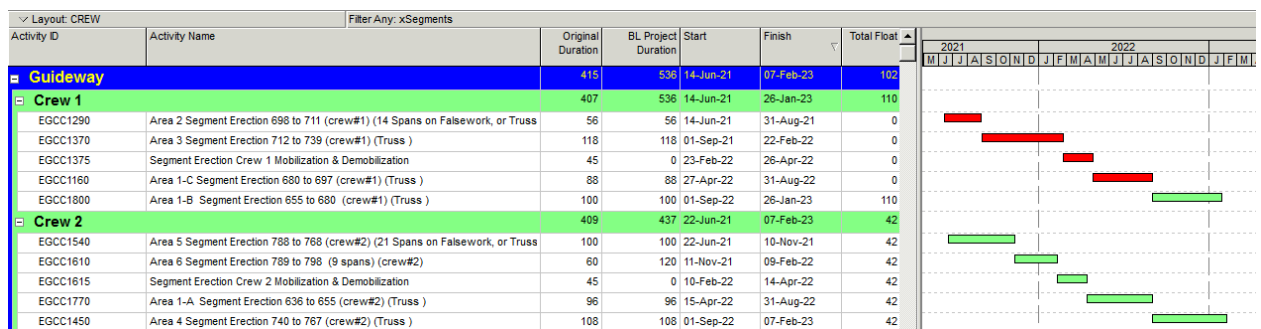 Layout: CREW Filter Any: xSegments
Activity ID Activity Name Original Duration BL Project Duration Start Finish Total Float
2021 2022
M J J A S O N D J F M A M J J A S O N D J F M A
Guideway 415 536 14-Jun-21 07-Feb-23 102
Crew 1 407 536 14-Jun-21 26-Jan-23 110
EGCC1290 Area 2 Segment Erection 698 to 711 (crew#1) (14 Spans on Falsework, or Truss 56 56 14-Jun-21 31-Aug-21 0
EGCC1370 Area 3 Segment Erection 712 to 739 (crew#1) (Truss ) 118 118 01-Sep-21 22-Feb-22 0
EGCC1375 Segment Erection Crew 1 Mobilization & Demobilization 45 0 23-Feb-22 26-Apr-22 0
EGCC1160 Area 1-C Segment Erection 680 to 697 (crew#1) (Truss ) 88 88 27-Apr-22 31-Aug-22 0
EGCC1800 Area 1-B Segment Erection 655 to 680 (crew#1) (Truss ) 100 100 01-Sep-22 26-Jan-23 110
Crew 2 409 437 22-Jun-21 07-Feb-23 42
EGCC1540 Area 5 Segment Erection 788 to 768 (crew#2) (21 Spans on Falsework, or Truss 100 100 22-Jun-21 10-Nov-21 42
EGCC1610 Area 6 Segment Erection 789 to 798 (9 spans) (crew#2) 60 120 11-Nov-21 09-Feb-22 42
EGCC1615 Segment Erection Crew 2 Mobilization & Demobilization 45 0 10-Feb-22 14-Apr-22 42
EGCC1770 Area 1-A Segment Erection 636 to 655 (crew#2) (Truss ) 96 96 15-Apr-22 31-Aug-22 42
EGCC1450 Area 4 Segment Erection 740 to 767 (crew#2) (Truss ) 108 108 01-Sep-22 07-Feb-23 42